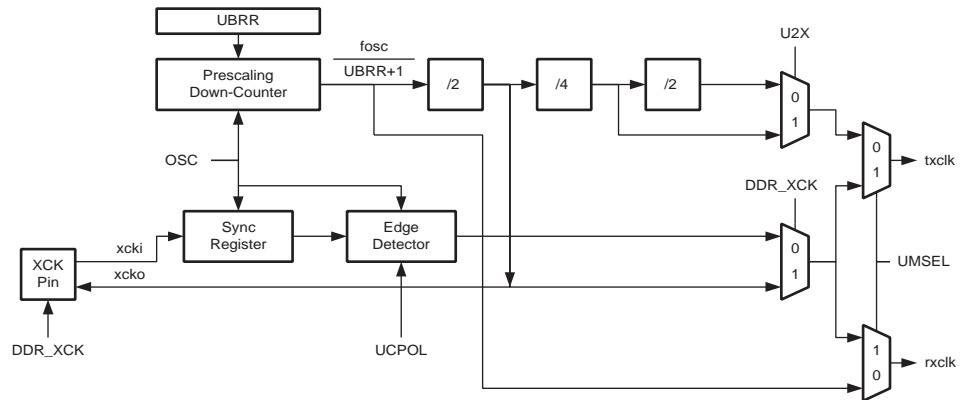 UBRR
fosc
UBRR+1
U2X
Prescaling
Down-Counter
/2
/4
/2
0
1
OSC
0
1
txclk
DDR_XCK
Sync
Register
Edge
Detector
xcki
XCK
Pin
xcko
0
1
UMSEL
DDR_XCK
UCPOL
1
0
rxclk